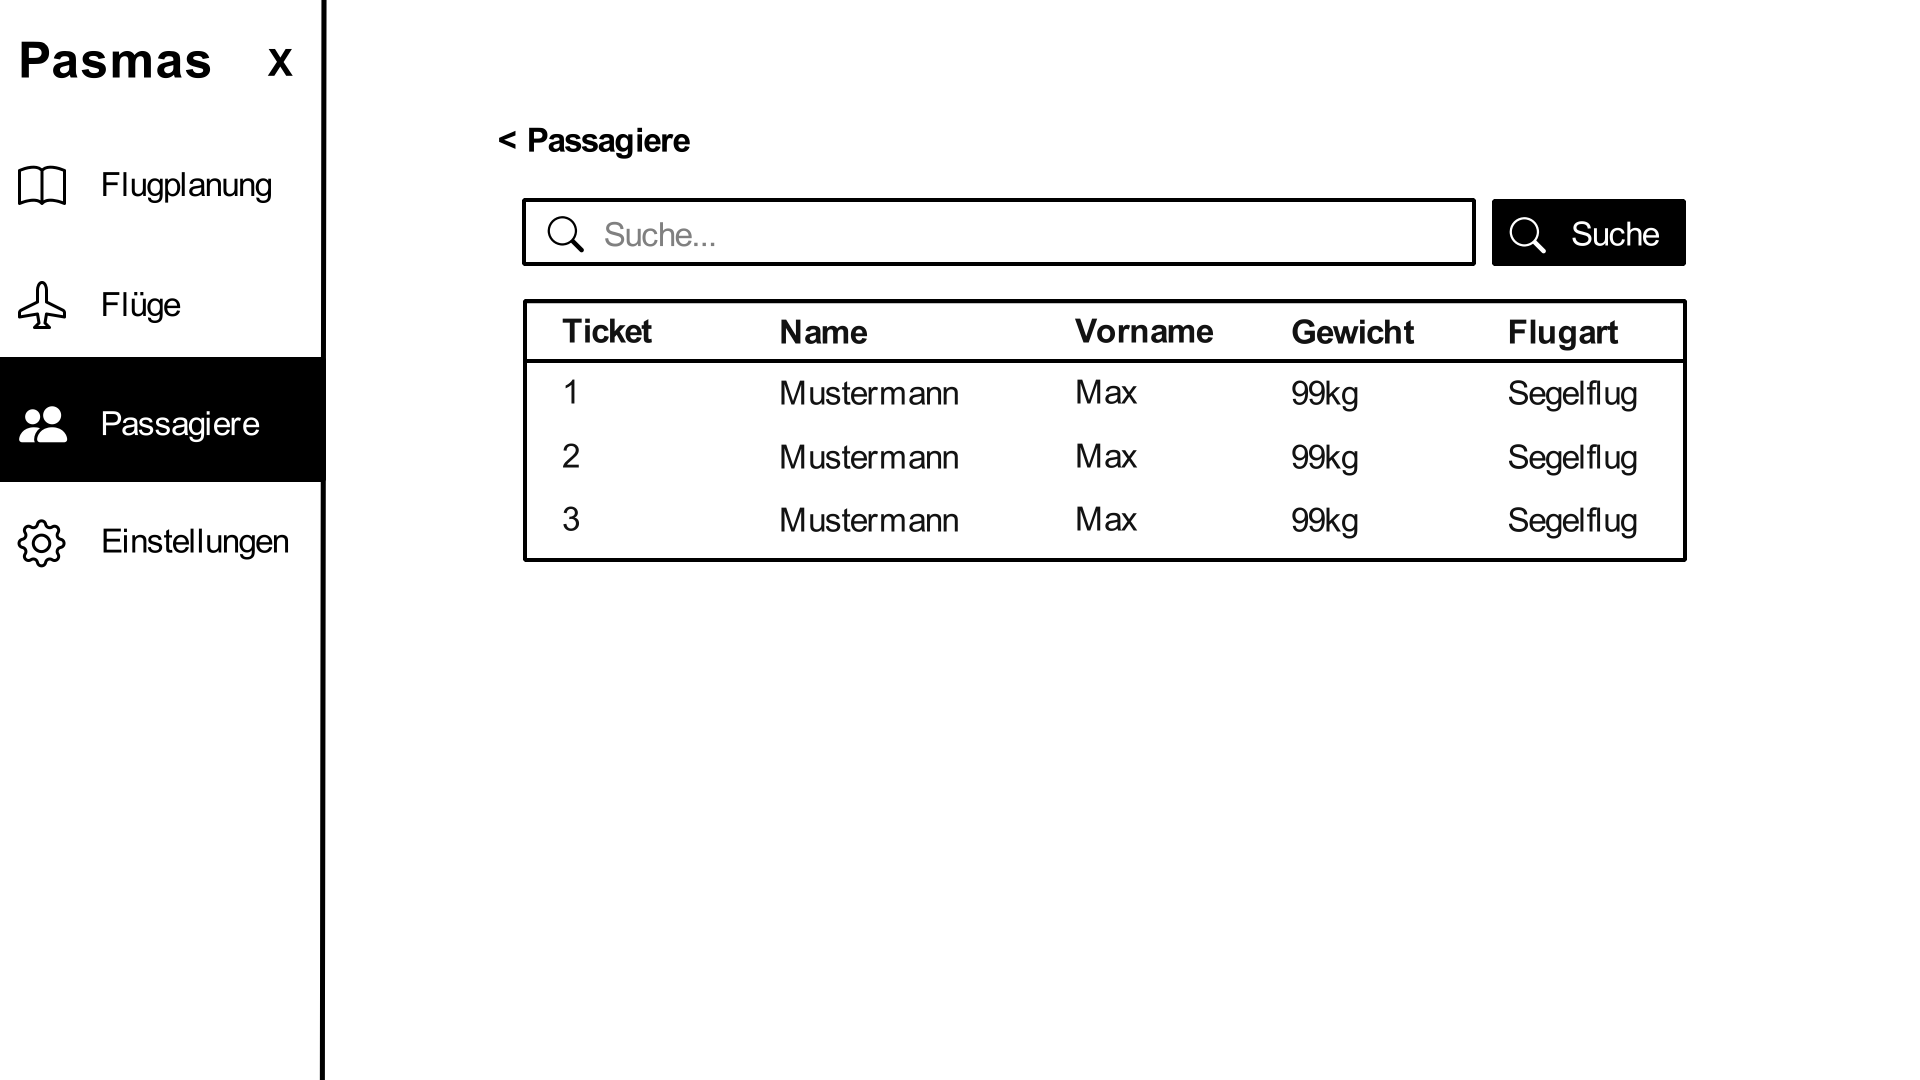 Pasmas X
Flugplanung
Flüge
Passagiere
Einstellungen
< Passagiere
Suche... Suche
Ticket Name Vorname Gewicht Flugart
1 Mustermann Max 99kg Segelflug
2 Mustermann Max 99kg Segelflug
3 Mustermann Max 99kg Segelflug